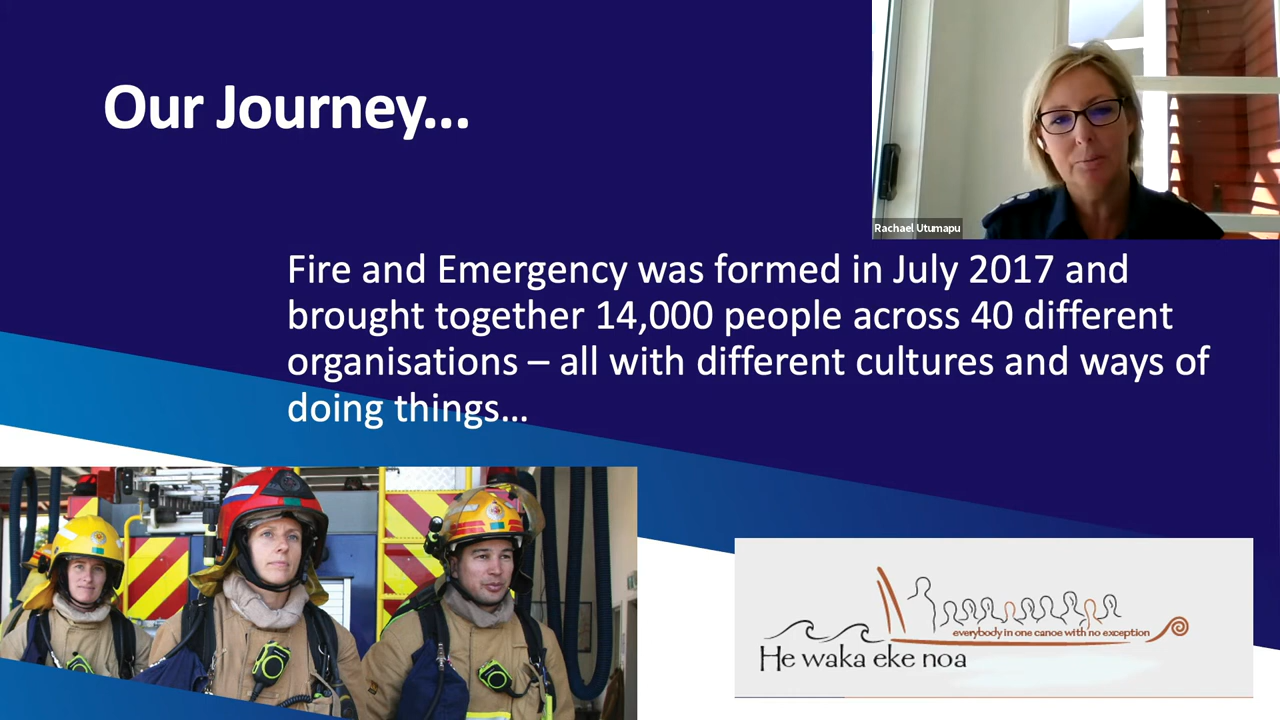 Our Journey...
Rachael Utumapu
Fire and Emergency was formed in July 2017 and
brought together 14,000 people across 40 different
organisations – all with different cultures and ways of
doing things...
everybody in one canoe with no exception
He waka eke noa